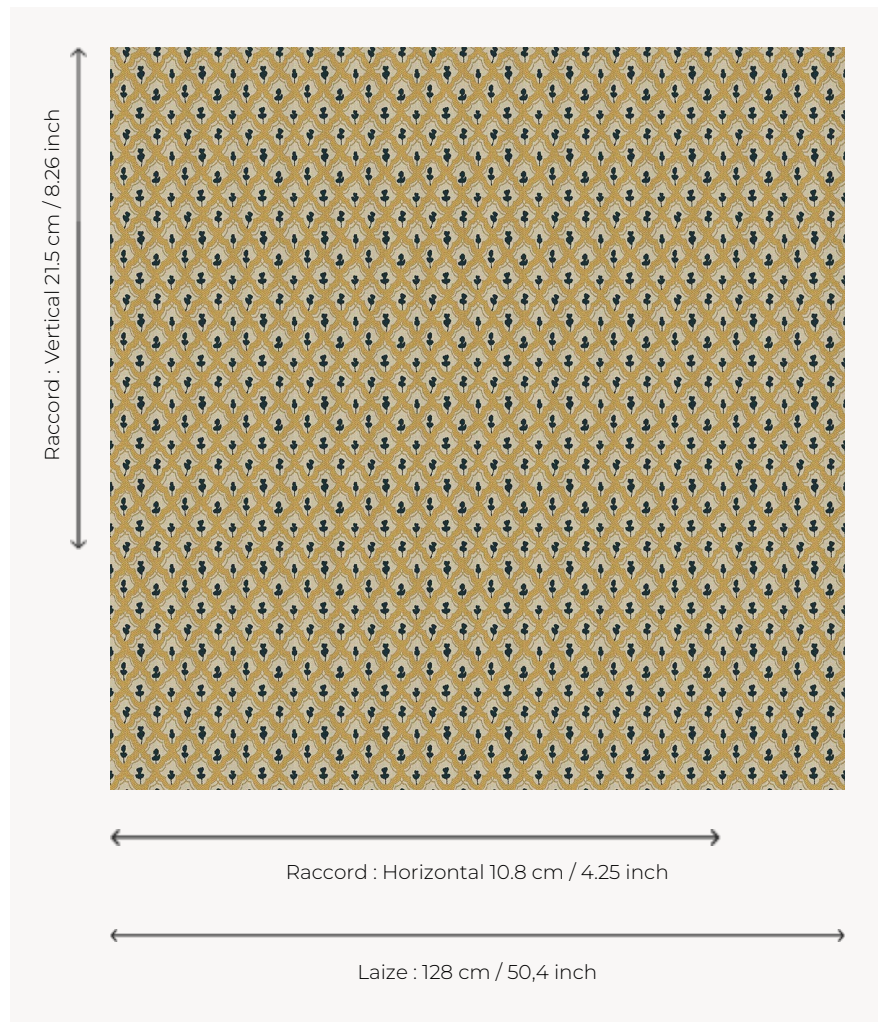 Raccord : Vertical 21.5 cm / 8.26 inch
Raccord : Horizontal 10.8 cm / 4.25 inch
Laize : 128 cm / 50,4 inch